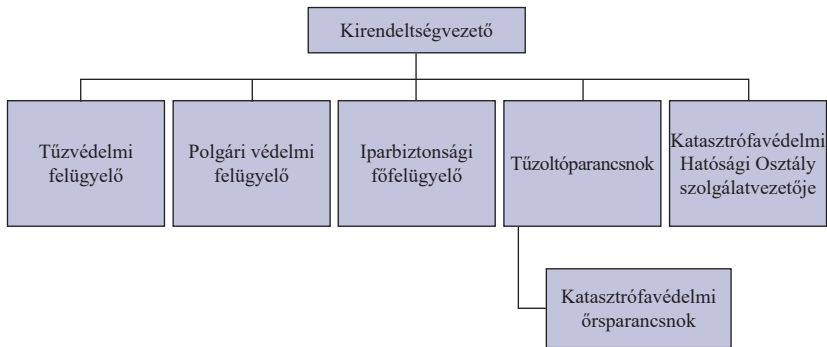 Kirendeltségvezető
Tűzvédelmi
felügyelő
Polgári védelmi
felügyelő
Iparbiztonsági
főfelügyelő
Tűzoltóparancsnok
Katasztrófavédelmi
Hatósági Osztály
szolgálatvezetője
Katasztrófavédelmi
őrsparancsnok